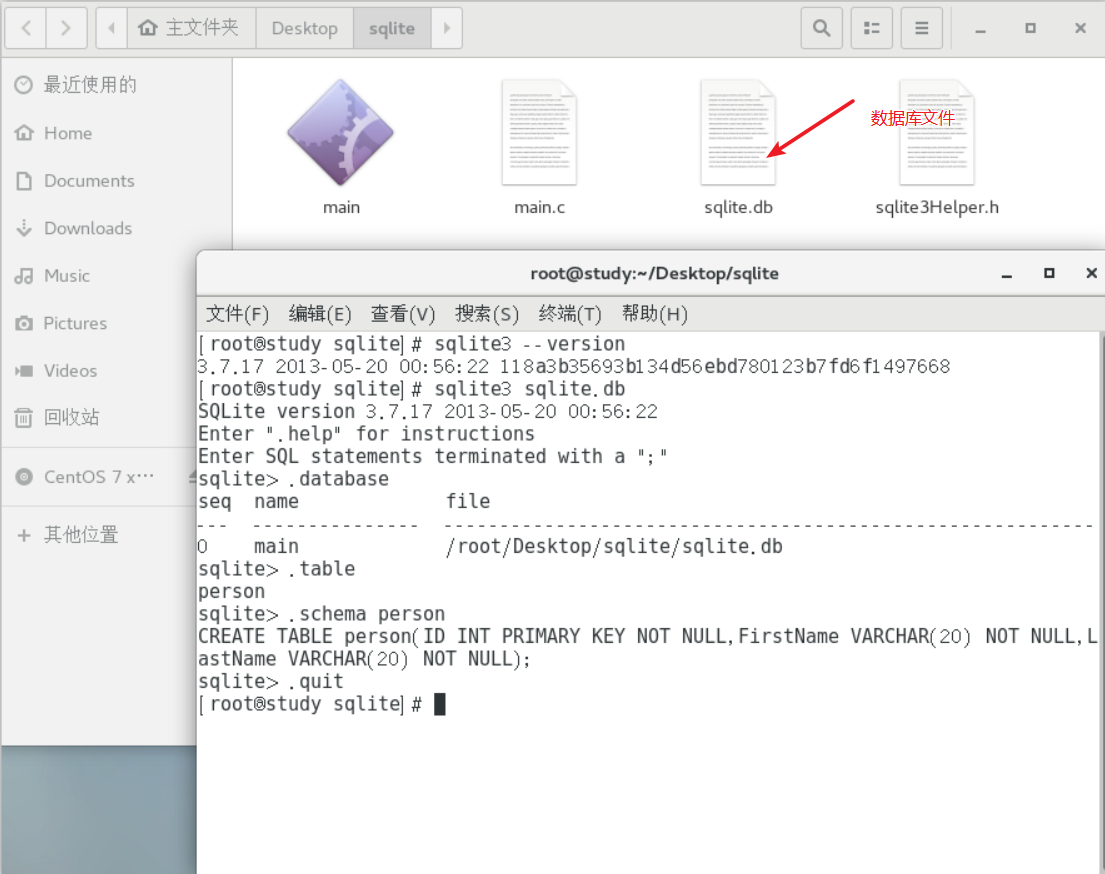 主文件夹 Desktop sqlite
最近使用的
Home
Documents
Downloads
Music
Pictures
Videos
回收站
CentOS 7 x···
其他位置
数据库文件
main main.c sqlite.db sqlite3Helper.h
root@study:~/Desktop/sqlite
文件(F) 编辑(E) 查看(V) 搜索(S) 终端(T) 帮助(H)
[root@study sqlite]# sqlite3 --version
3.7.17 2013-05-20 00:56:22 118a3b35693b134d56ebd780123b7fd6f1497668
[root@study sqlite]# sqlite3 sqlite.db
SQLite version 3.7.17 2013-05-20 00:56:22
Enter ".help" for instructions
Enter SQL statements terminated with a ";"
sqlite> .database
seq  name             file
---  ---------------  ----------------------------------------------------------
0    main             /root/Desktop/sqlite/sqlite.db
sqlite> .table
person
sqlite> .schema person
CREATE TABLE person(ID INT PRIMARY KEY NOT NULL,FirstName VARCHAR(20) NOT NULL,L
astName VARCHAR(20) NOT NULL);
sqlite> .quit
[root@study sqlite]#